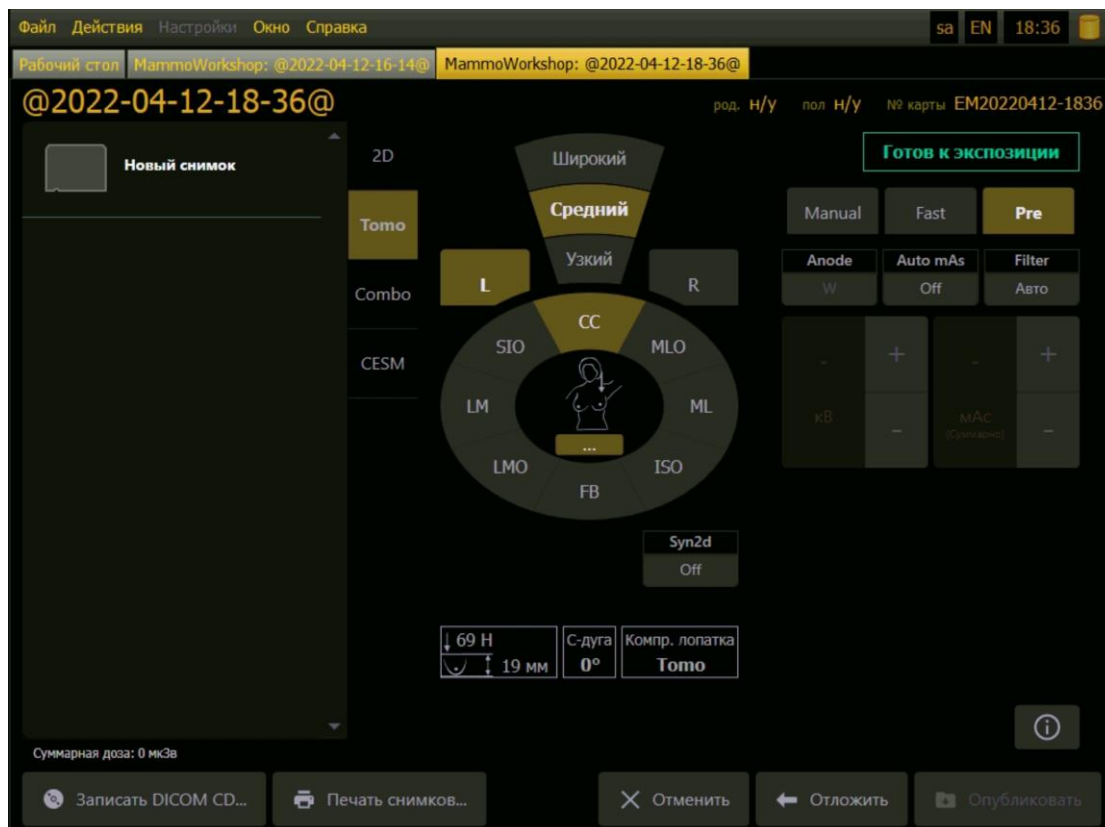 Файл Действия Настройки Окно Справка sa EN 18:36
Рабочий стол MammoWorkshop: @2022-04-12-16-14@ MammoWorkshop: @2022-04-12-18-36@
@2022-04-12-18-36@ род. Н/У пол Н/У № карты EM20220412-1836
Новый снимок
2D
Tomo
Combo
CESM
Широкий
Средний
Узкий
L
R
CC
SIO
MLO
LM
ML
LMO
ISO
FB
...
Syn2d
Off
69 Н
19 мм
С-дуга
0°
Компр. лопатка
Tomo
Готов к экспозиции
Manual Fast Pre
Anode Auto mAs Filter
W Off Авто
- + - +
кВ - мАс -
(Суммарно)
Суммарная доза: 0 мкЗв
Записать DICOM CD... Печать снимков... Отменить Отложить Опубликовать